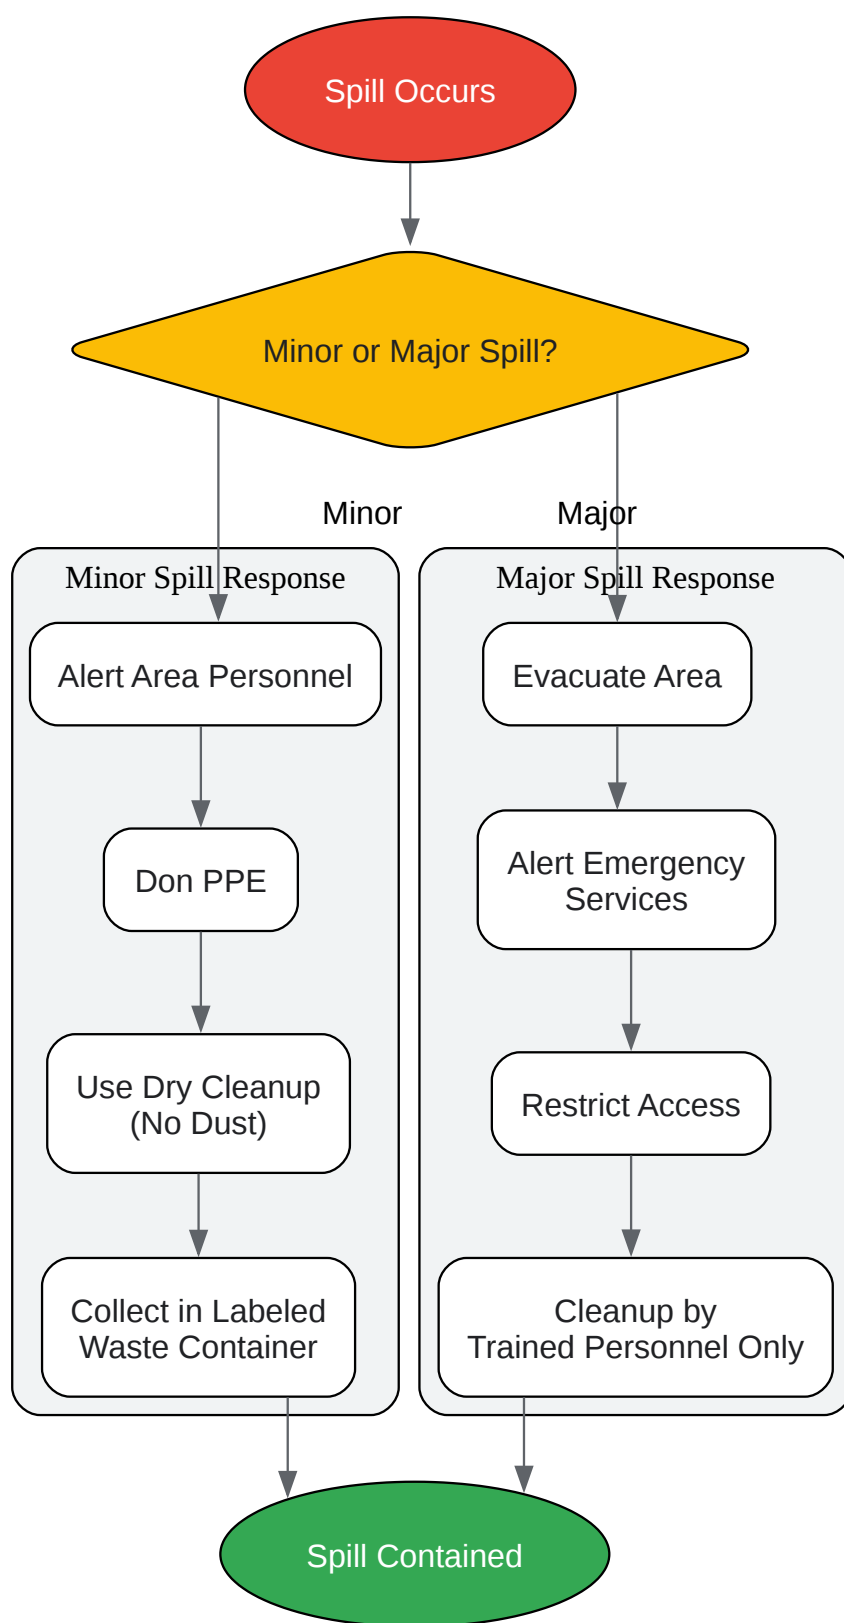 Spill Occurs
Minor or Major Spill?
Minor
Major
Minor Spill Response
Alert Area Personnel
Don PPE
Use Dry Cleanup
(No Dust)
Collect in Labeled
Waste Container
Major Spill Response
Evacuate Area
Alert Emergency
Services
Restrict Access
Cleanup by
Trained Personnel Only
Spill Contained